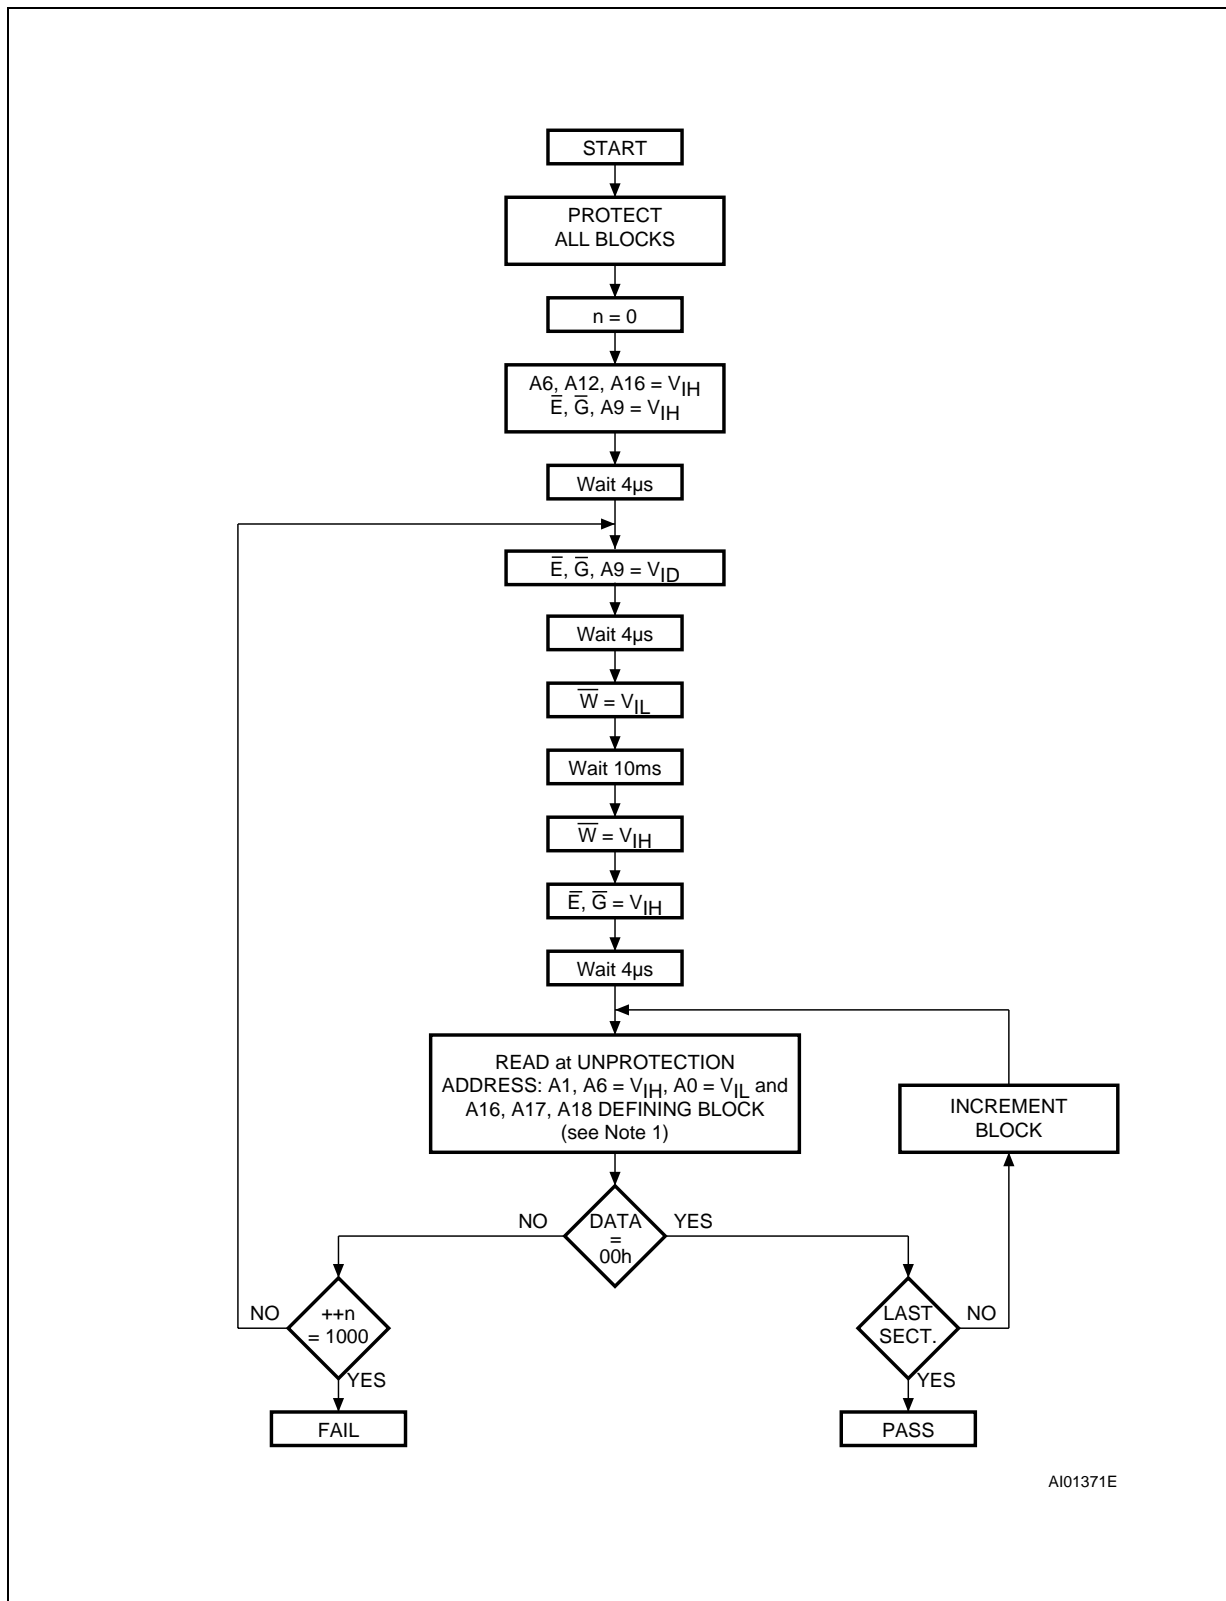 START
PROTECT
ALL BLOCKS
n = 0
A6, A12, A16 = VIH
E̅, G̅, A9 = VIH
Wait 4µs
E̅, G̅, A9 = VID
Wait 4µs
W̅ = VIL
Wait 10ms
W̅ = VIH
E̅, G̅ = VIH
Wait 4µs
READ at UNPROTECTION
ADDRESS: A1, A6 = VIH, A0 = VIL and
A16, A17, A18 DEFINING BLOCK
(see Note 1)
INCREMENT
BLOCK
NO
DATA
=
00h
YES
NO
++n
= 1000
YES
FAIL
LAST
SECT.
NO
YES
PASS
AI01371E